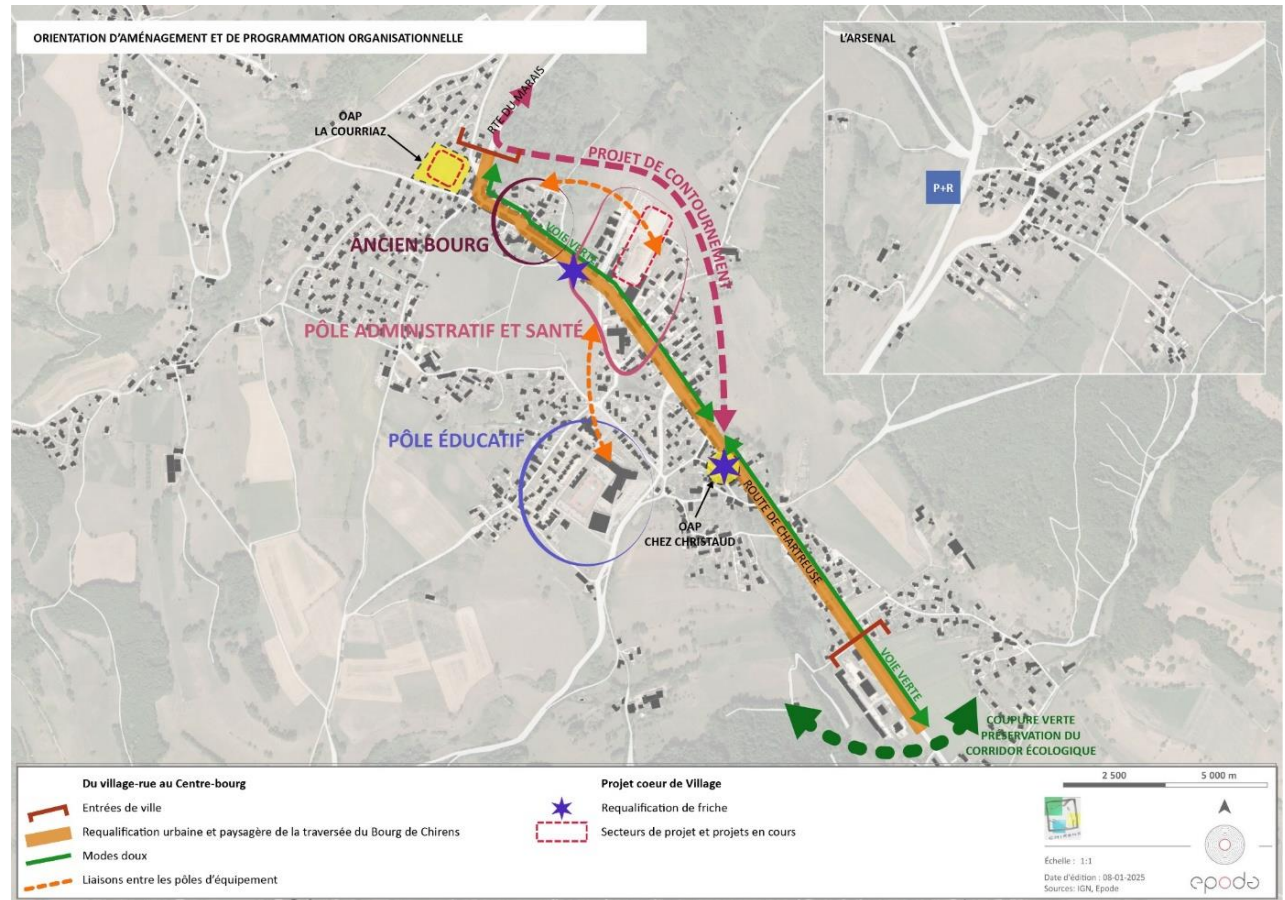 ORIENTATION D'AMÉNAGEMENT ET DE PROGRAMMATION ORGANISATIONNELLE
L'ARSENAL
P+R
RTE DU MARAIS
OAP
LA COURRIAZ
PROJET DE CONTOURNEMENT
ANCIEN BOURG
VOIE VERTE
PÔLE ADMINISTRATIF ET SANTÉ
PÔLE ÉDUCATIF
OAP
CHEZ CHRISTAUD
ROUTE DE CHARTREUSE
VOIE VERTE
COUPURE VERTE
PRÉSERVATION DU
CORRIDOR ÉCOLOGIQUE
Du village-rue au Centre-bourg
Entrées de ville
Requalification urbaine et paysagère de la traversée du Bourg de Chirens
Modes doux
Liaisons entre les pôles d'équipement
Projet coeur de Village
Requalification de friche
Secteurs de projet et projets en cours
2 500
5 000 m
CHIRENS
Échelle : 1:1
Date d'édition : 08-01-2025
Sources: IGN, Epode
epode